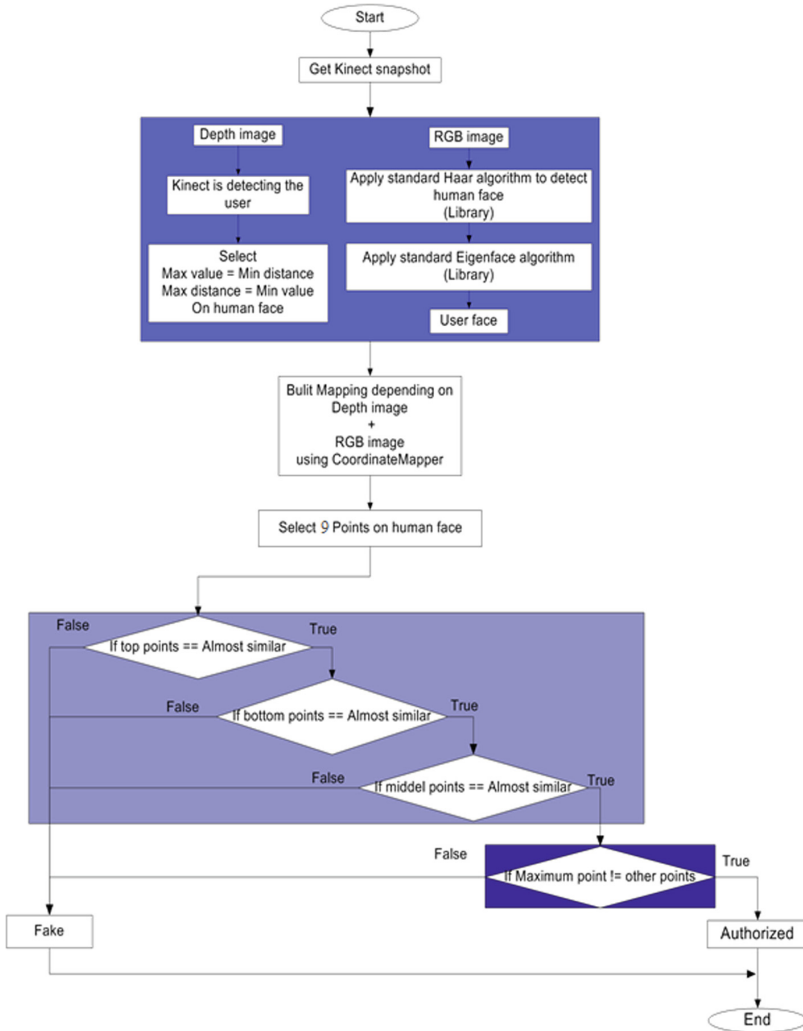 Start
Get Kinect snapshot
Depth image
Kinect is detecting the
user
Select
Max value = Min distance
Max distance = Min value
On human face
RGB image
Apply standard Haar algorithm to detect
human face
(Library)
Apply standard Eigenface algorithm
(Library)
User face
Bulit Mapping depending on
Depth image
+
RGB image
using CoordinateMapper
Select 9 Points on human face
False
If top points == Almost similar
True
False
If bottom points == Almost similar
True
False
If middel points == Almost similar
True
False
If Maximum point != other points
True
Fake
Authorized
End